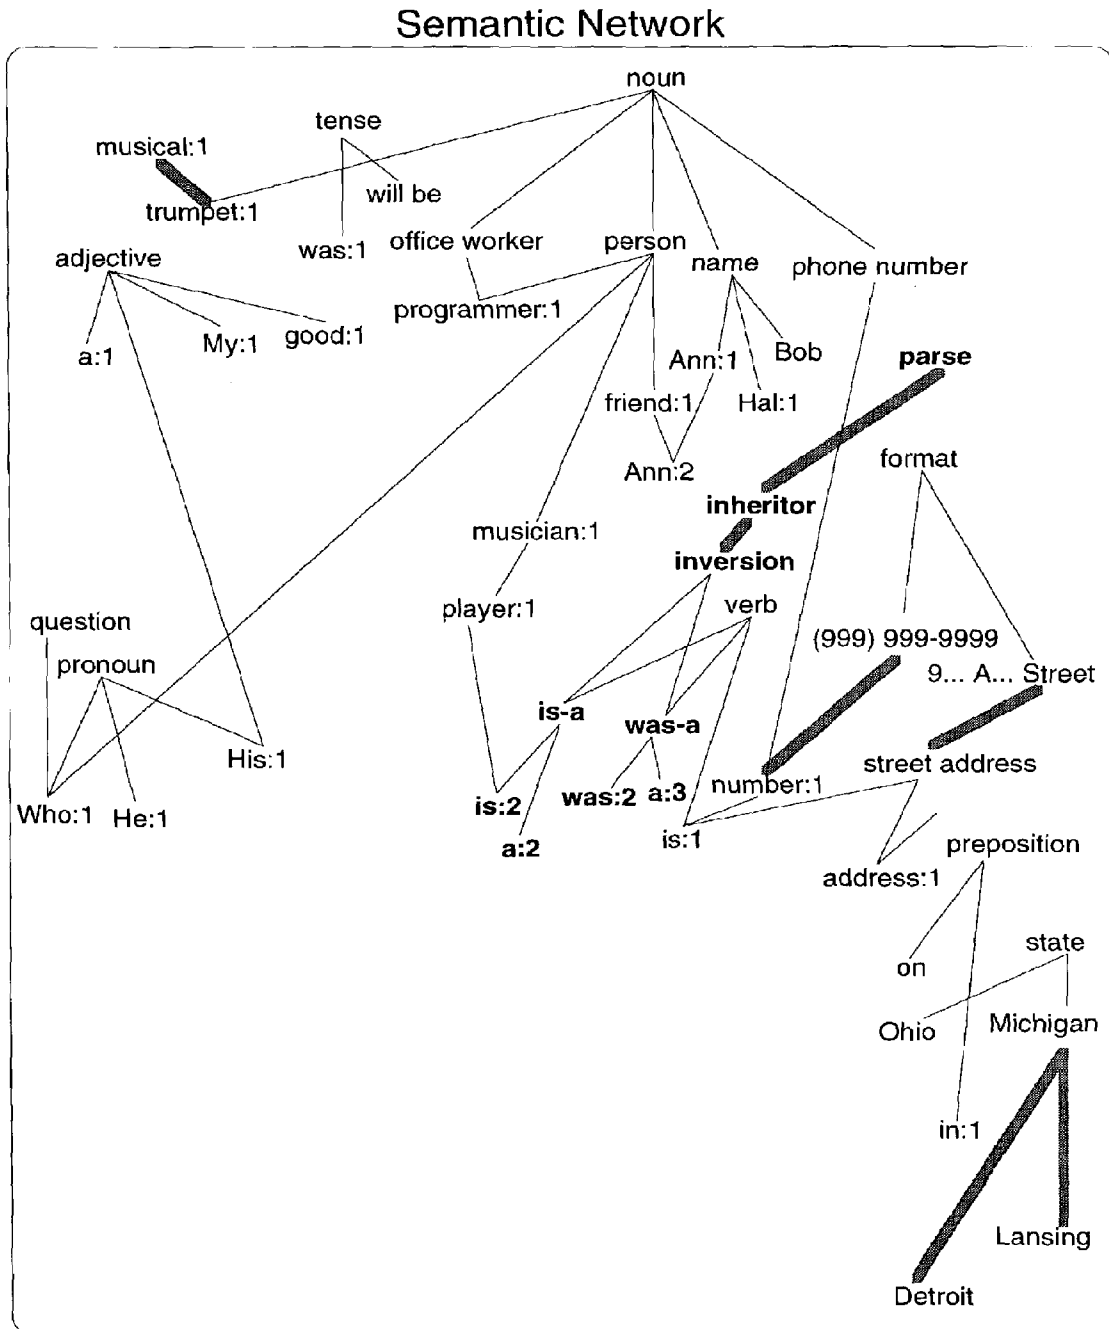 Semantic Network
noun
tense
musical:1
will be
trumpet:1
was:1
office worker
person
adjective
name
phone number
programmer:1
a:1
My:1
good:1
Ann:1
Bob
parse
friend:1
Hal:1
format
Ann:2
inheritor
musician:1
inversion
player:1
verb
question
(999) 999-9999
pronoun
9... A... Street
is-a
was-a
His:1
street address
number:1
Who:1
He:1
is:2
was:2
a:3
is:1
a:2
preposition
address:1
state
on
Ohio
Michigan
in:1
Lansing
Detroit